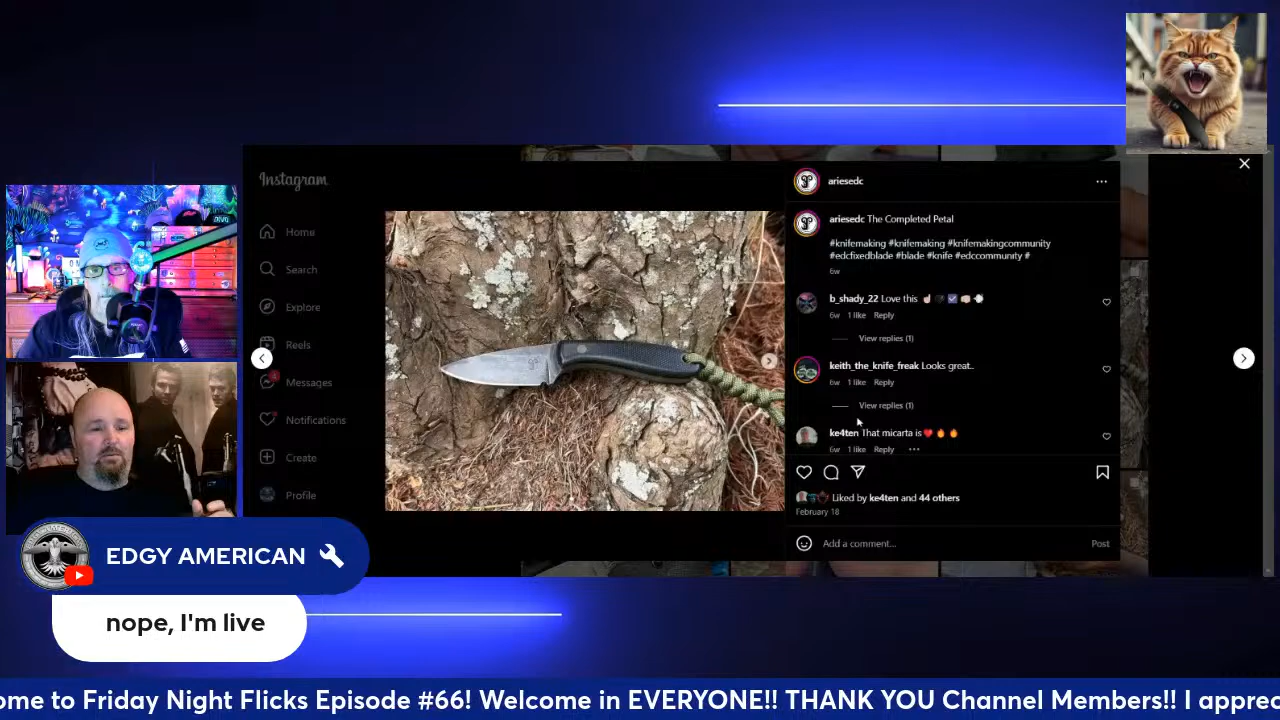 Instagram
Home
Search
Explore
Reels
Messages
Notifications
Create
Profile
ariesedc
ariesedc The Completed Petal
#knifemaking #knifemaking #knifemakingcommunity
#edcfixedblade #blade #knife #edccommunity #
6w
b_shady_22 Love this
6w 1 like Reply
View replies (1)
keith_the_knife_freak Looks great..
6w 1 like Reply
View replies (1)
ke4ten That micarta is❤️🔥🔥
6w 1 like Reply
Liked by ke4ten and 44 others
February 18
Add a comment... Post
EDGY AMERICAN
nope, I'm live
ome to Friday Night Flicks Episode #66! Welcome in EVERYONE!! THANK YOU Channel Members!! I apprec